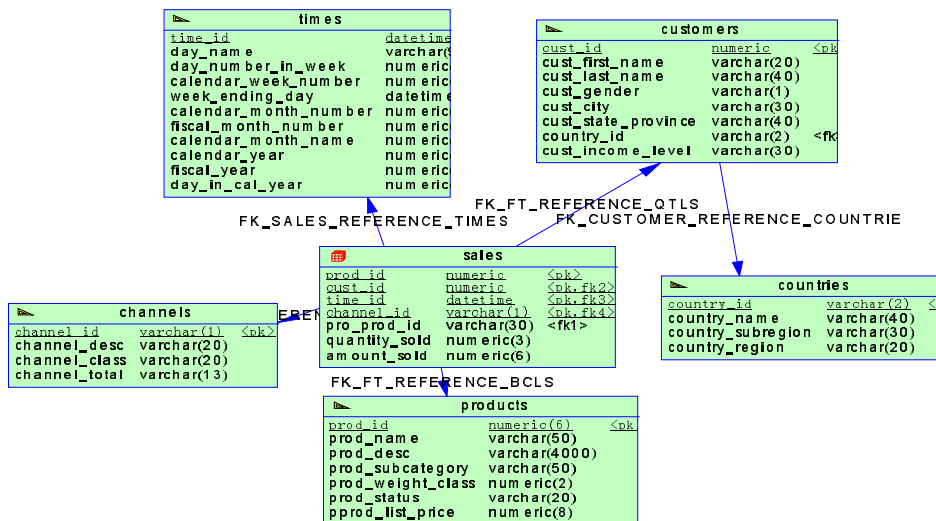 times
time_id datetime
day_name varchar(9
day_number_in_week numeric(
calendar_week_number numeric(
week_ending_day datetime
calendar_month_number numeric(
fiscal_month_number numeric(
calendar_month_name numeric(
calendar_year numeric(
fiscal_year numeric(
day_in_cal_year numeric(
customers
cust_id numeric <pk
cust_first_name varchar(20)
cust_last_name varchar(40)
cust_gender varchar(1)
cust_city varchar(30)
cust_state_province varchar(40)
country_id varchar(2) <fk
cust_income_level varchar(30)
FK_FT_REFERENCE_QTLS
FK_SALES_REFERENCE_TIMES
FK_CUSTOMER_REFERENCE_COUNTRIE
sales
prod_id numeric <pk>
cust_id numeric <pk,fk2>
time_id datetime <pk,fk3>
channel_id varchar(1) <pk,fk4>
pro_prod_id varchar(30) <fk1>
quantity_sold numeric(3)
amount_sold numeric(6)
channels
channel_id varchar(1) <pk>
channel_desc varchar(20)
channel_class varchar(20)
channel_total varchar(13)
countries
country_id varchar(2) <
country_name varchar(40)
country_subregion varchar(30)
country_region varchar(20)
FK_FT_REFERENCE_BCLS
products
prod_id numeric(6) <pk
prod_name varchar(50)
prod_desc varchar(4000)
prod_subcategory varchar(50)
prod_weight_class numeric(2)
prod_status varchar(20)
pprod_list_price numeric(8)